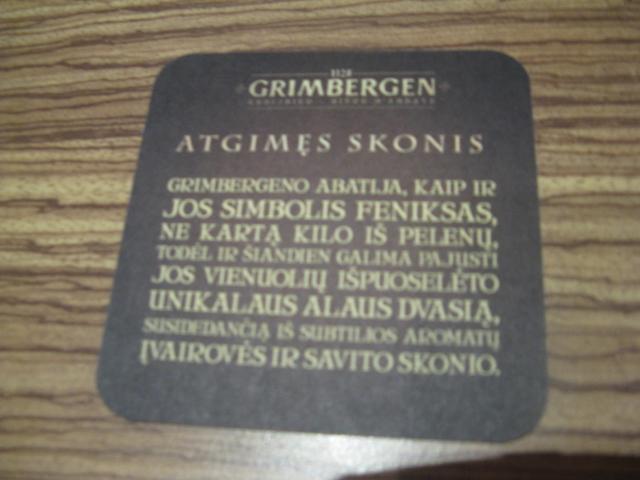 1128
GRIMBERGEN
ATGIMĘS SKONIS
GRIMBERGENO ABATIJA, KAIP IR
JOS SIMBOLIS FENIKSAS,
NE KARTĄ KILO IŠ PELENŲ,
TODĖL IR ŠIANDIEN GALIMA PAJUSTI
JOS VIENUOLIŲ IŠPUOSELĖTO
UNIKALAUS ALAUS DVASIĄ,
SUSIDEDANČIĄ IŠ SUBTILIOS AROMATŲ
ĮVAIROVĖS IR SAVITO SKONIO.